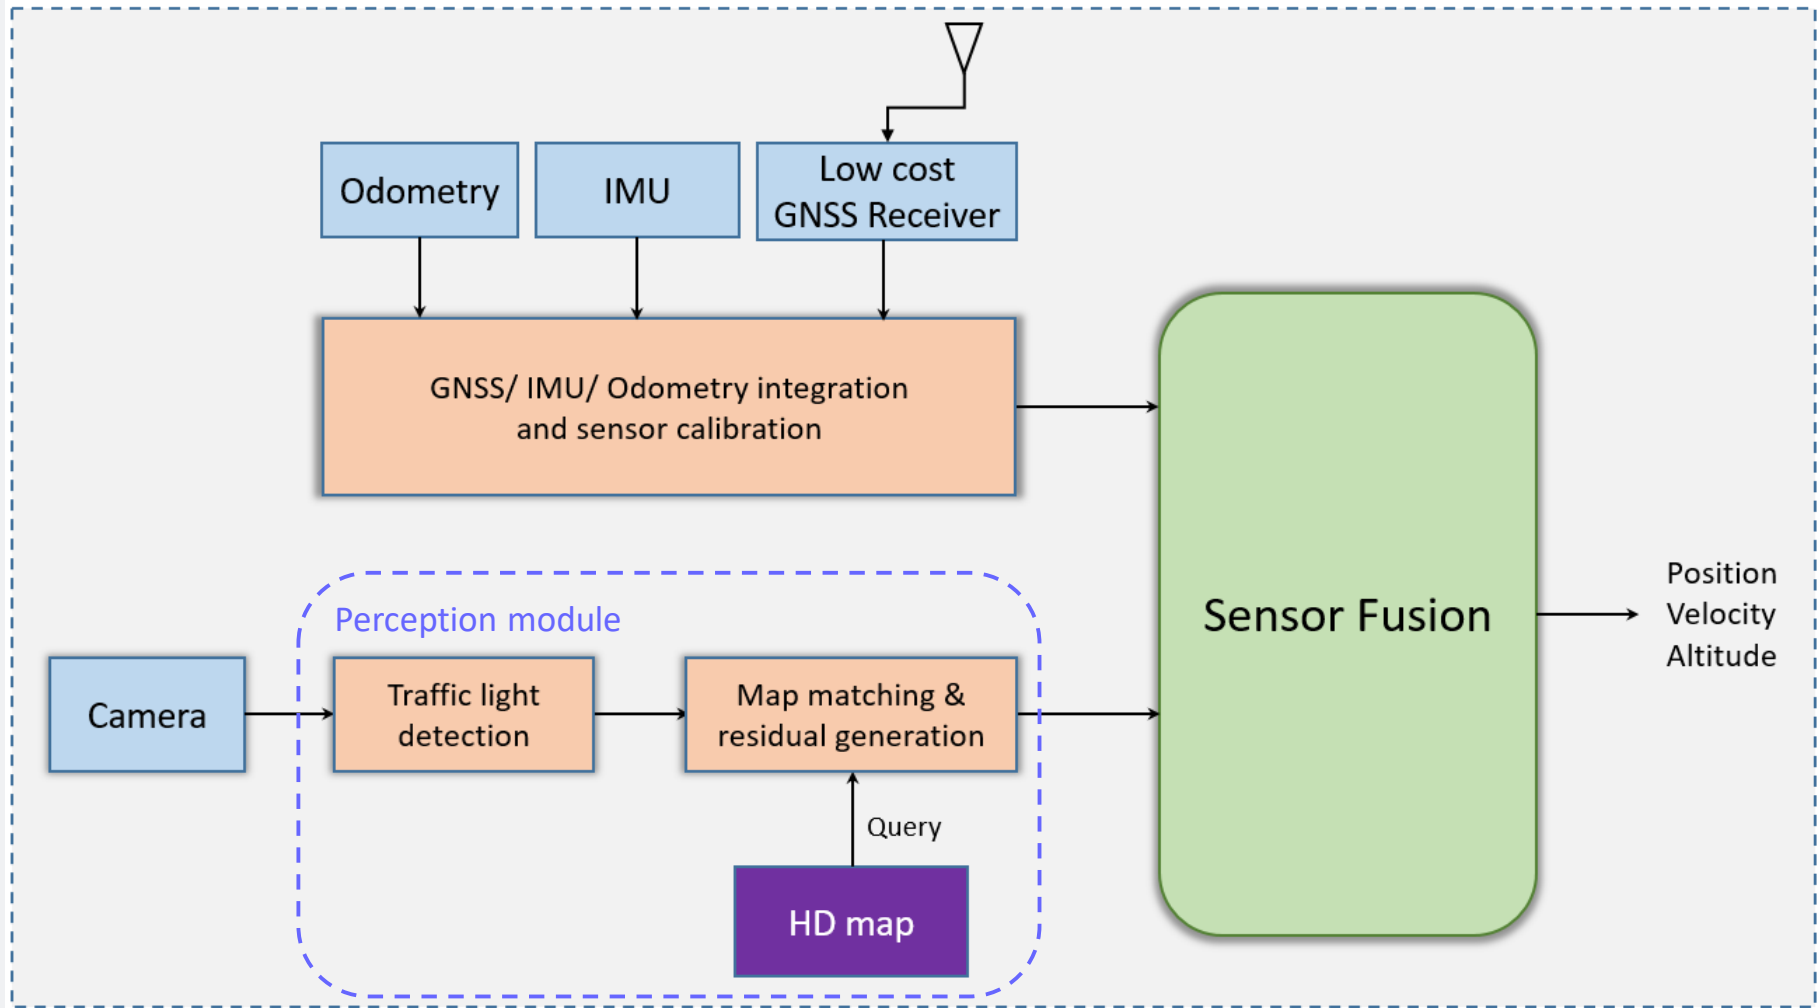 Odometry
IMU
Low cost
GNSS Receiver
GNSS/ IMU/ Odometry integration
and sensor calibration
Perception module
Camera
Traffic light
detection
Map matching &
residual generation
Query
HD map
Sensor Fusion
Position
Velocity
Altitude